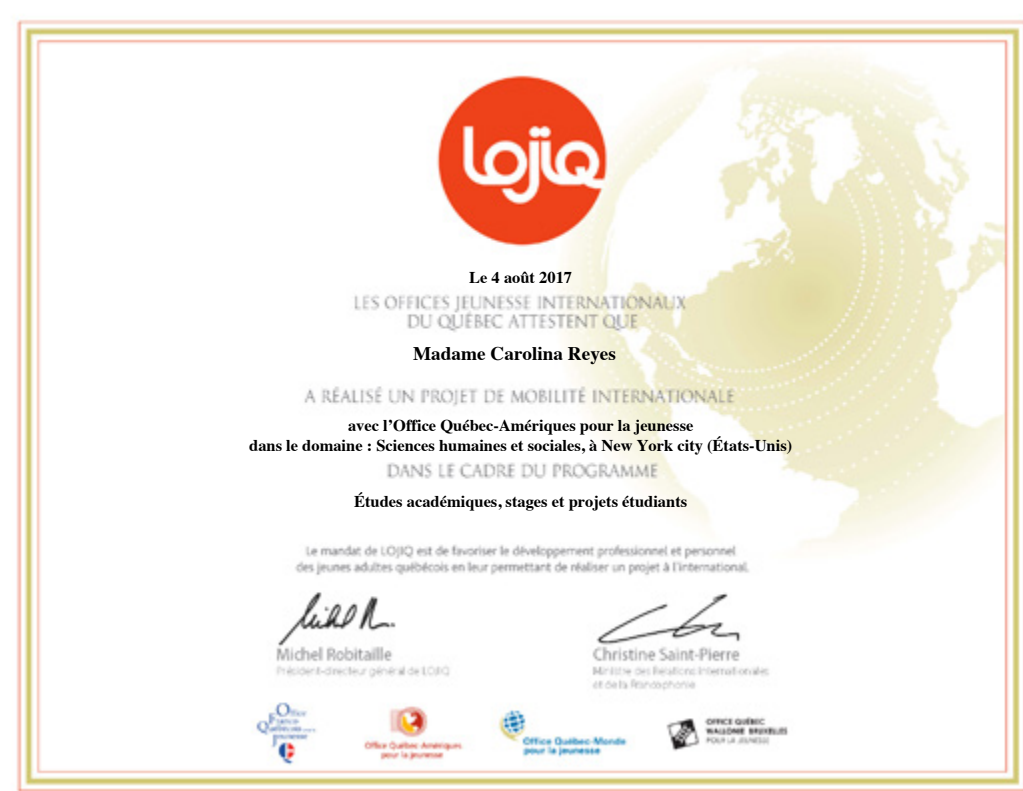 LOJIQ
Le 4 août 2017
LES OFFICES JEUNESSE INTERNATIONAUX
DU QUÉBEC ATTESTENT QUE
Madame Carolina Reyes
A RÉALISÉ UN PROJET DE MOBILITÉ INTERNATIONALE
avec l’Office Québec-Amériques pour la jeunesse
dans le domaine : Sciences humaines et sociales, à New York city (États-Unis)
DANS LE CADRE DU PROGRAMME
Études académiques, stages et projets étudiants
Le mandat de LOJIQ est de favoriser le développement professionnel et personnel
des jeunes adultes québécois en leur permettant de réaliser un projet à l'international.
Michel Robitaille
Président-directeur général de LOJIQ
Christine Saint-Pierre
Ministre des Relations internationales
et de la Francophonie
Office
France
Québec
Jeunesse
Office Québec-Amériques
pour la jeunesse
Office Québec-Monde
pour la jeunesse
OFFICE QUÉBEC
WALLONIE BRUXELLES
POUR LA JEUNESSE